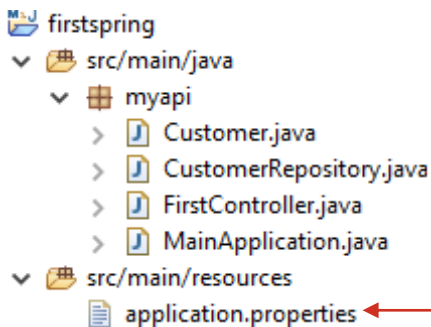 firstspring
src/main/java
myapi
Customer.java
CustomerRepository.java
FirstController.java
MainApplication.java
src/main/resources
application.properties